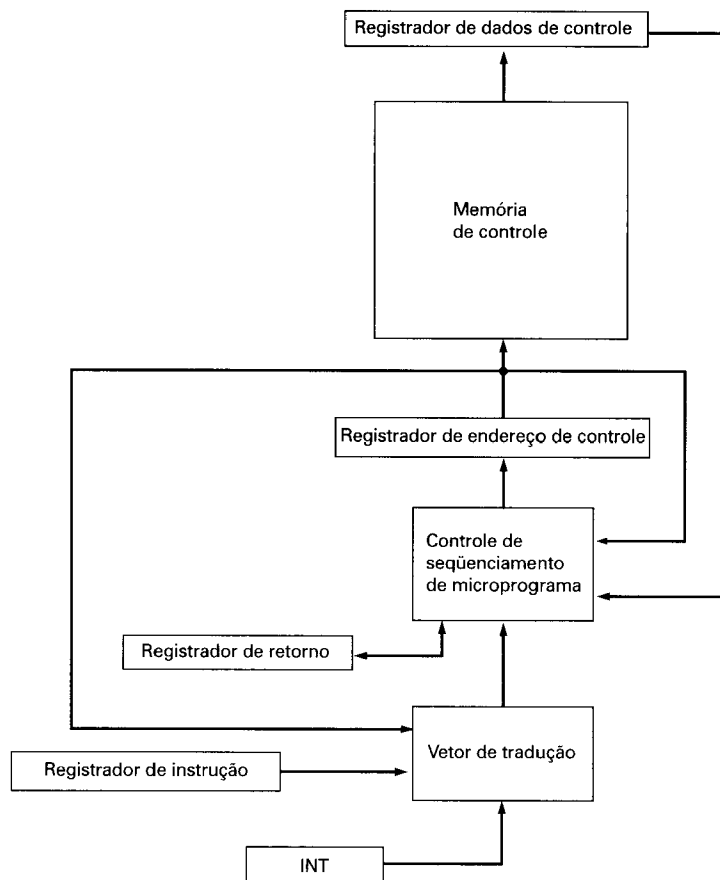 Registrador de dados de controle
Memória
de controle
Registrador de endereço de controle
Controle de
seqüenciamento
de microprograma
Registrador de retorno
Vetor de tradução
Registrador de instrução
INT